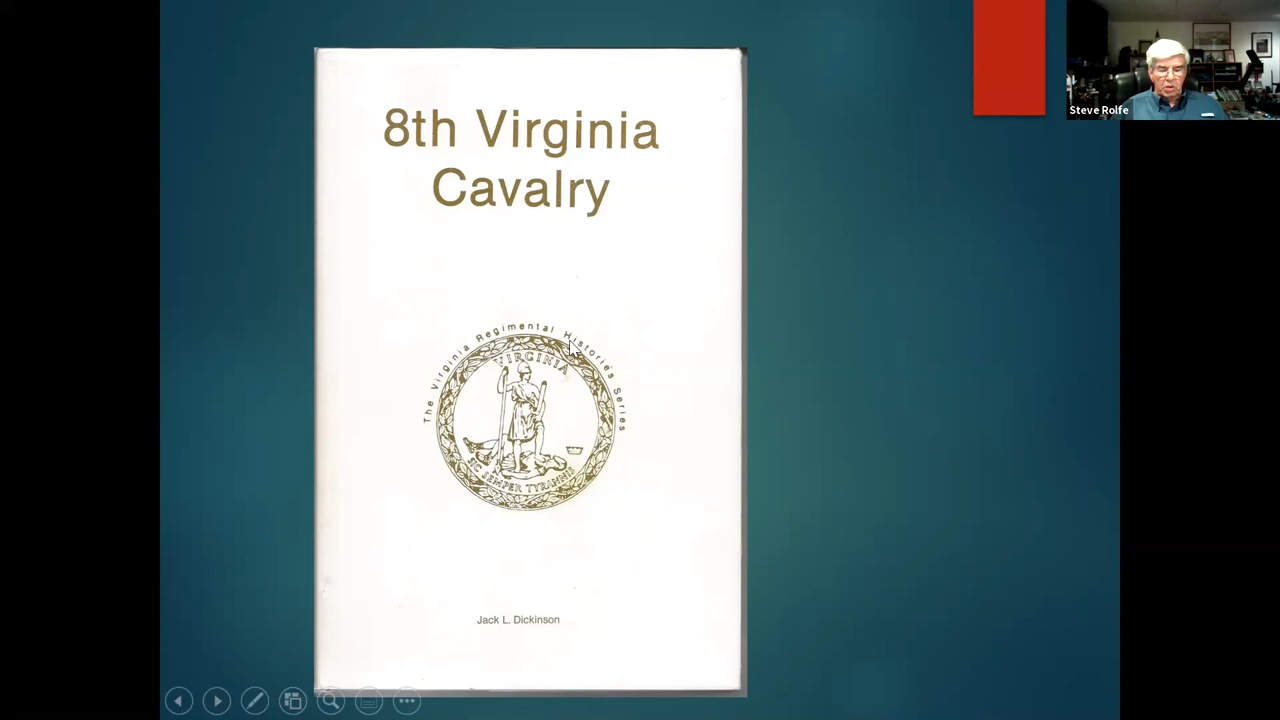 8th Virginia
Cavalry
The Virginia Regimental Histories Series
VIRGINIA
SIC SEMPER TYRANNIS
Jack L. Dickinson
Steve Rolfe